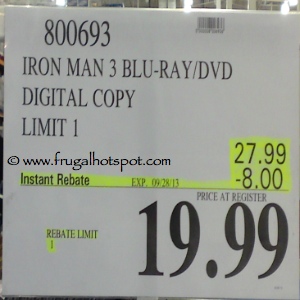 800693
IRON MAN 3 BLU-RAY/DVD
DIGITAL COPY
LIMIT 1
www.frugalhotspot.com
27.99
Instant Rebate EXP. 09/28/13 -8.00
PRICE AT REGISTER
19.99
REBATE LIMIT
1